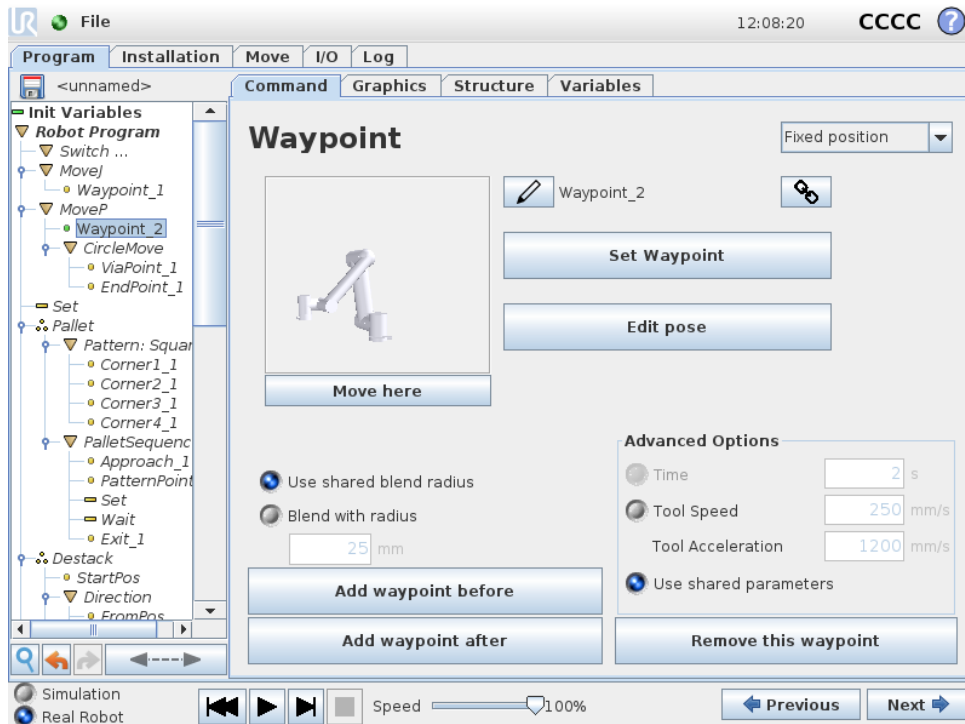 UR File 12:08:20 CCCC ?
Program Installation Move I/O Log
<unnamed>
Command Graphics Structure Variables
Init Variables
Robot Program
Switch ...
MoveJ
Waypoint_1
MoveP
Waypoint_2
CircleMove
ViaPoint_1
EndPoint_1
Set
Pallet
Pattern: Squar
Corner1_1
Corner2_1
Corner3_1
Corner4_1
PalletSequenc
Approach_1
PatternPoint
Set
Wait
Exit_1
Destack
StartPos
Direction
FromPos
Waypoint
Fixed position
Waypoint_2
Set Waypoint
Edit pose
Move here
Use shared blend radius
Blend with radius
25 mm
Advanced Options
Time 2 s
Tool Speed 250 mm/s
Tool Acceleration 1200 mm/s
Use shared parameters
Add waypoint before
Add waypoint after
Remove this waypoint
Simulation
Real Robot
Speed 100%
Previous Next